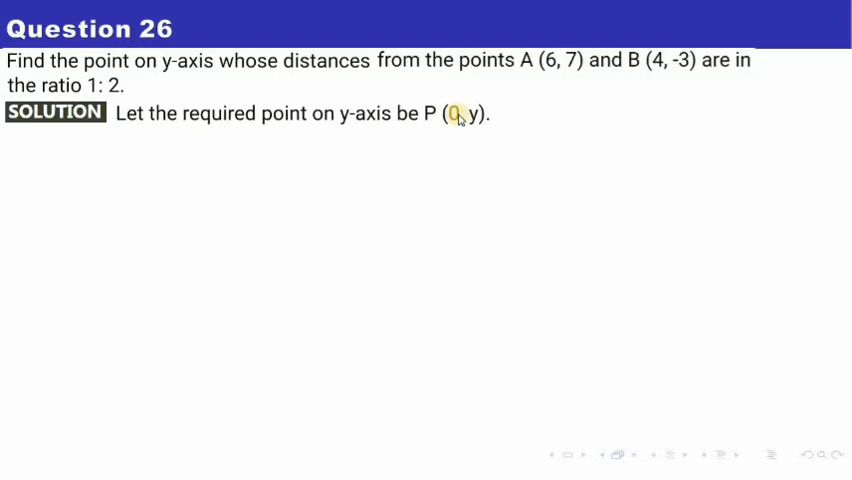 Question 26
Find the point on y-axis whose distances from the points A (6, 7) and B (4, -3) are in
the ratio 1: 2.
SOLUTION Let the required point on y-axis be P (0, y).